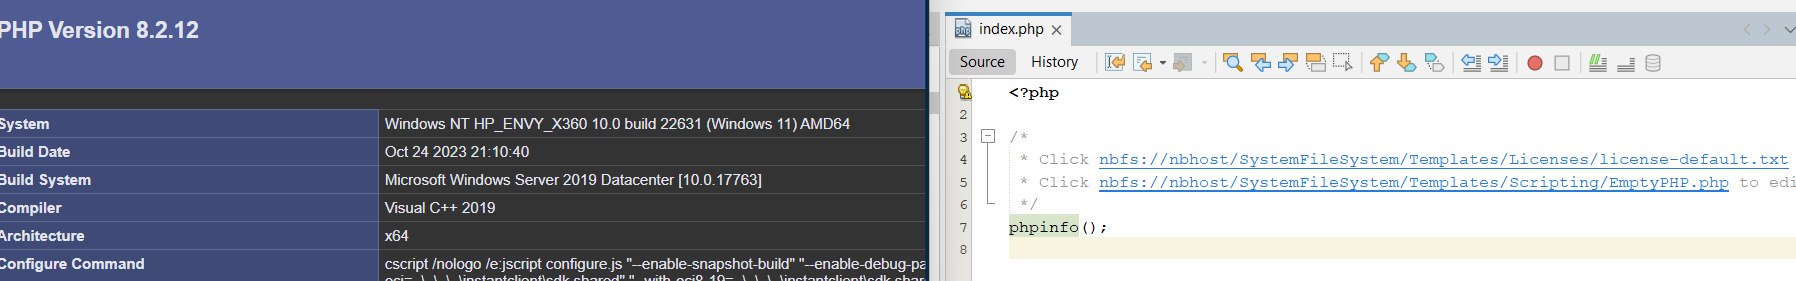 PHP Version 8.2.12
System Windows NT HP_ENVY_X360 10.0 build 22631 (Windows 11) AMD64
Build Date Oct 24 2023 21:10:40
Build System Microsoft Windows Server 2019 Datacenter [10.0.17763]
Compiler Visual C++ 2019
Architecture x64
Configure Command cscript /nologo /e:jscript configure.js "--enable-snapshot-build" "--enable-debug-pa
index.php
Source History
<?php
2
3 /*
4 * Click nbfs://nbhost/SystemFileSystem/Templates/Licenses/license-default.txt
5 * Click nbfs://nbhost/SystemFileSystem/Templates/Scripting/EmptyPHP.php to edi
6 */
7 phpinfo();
8